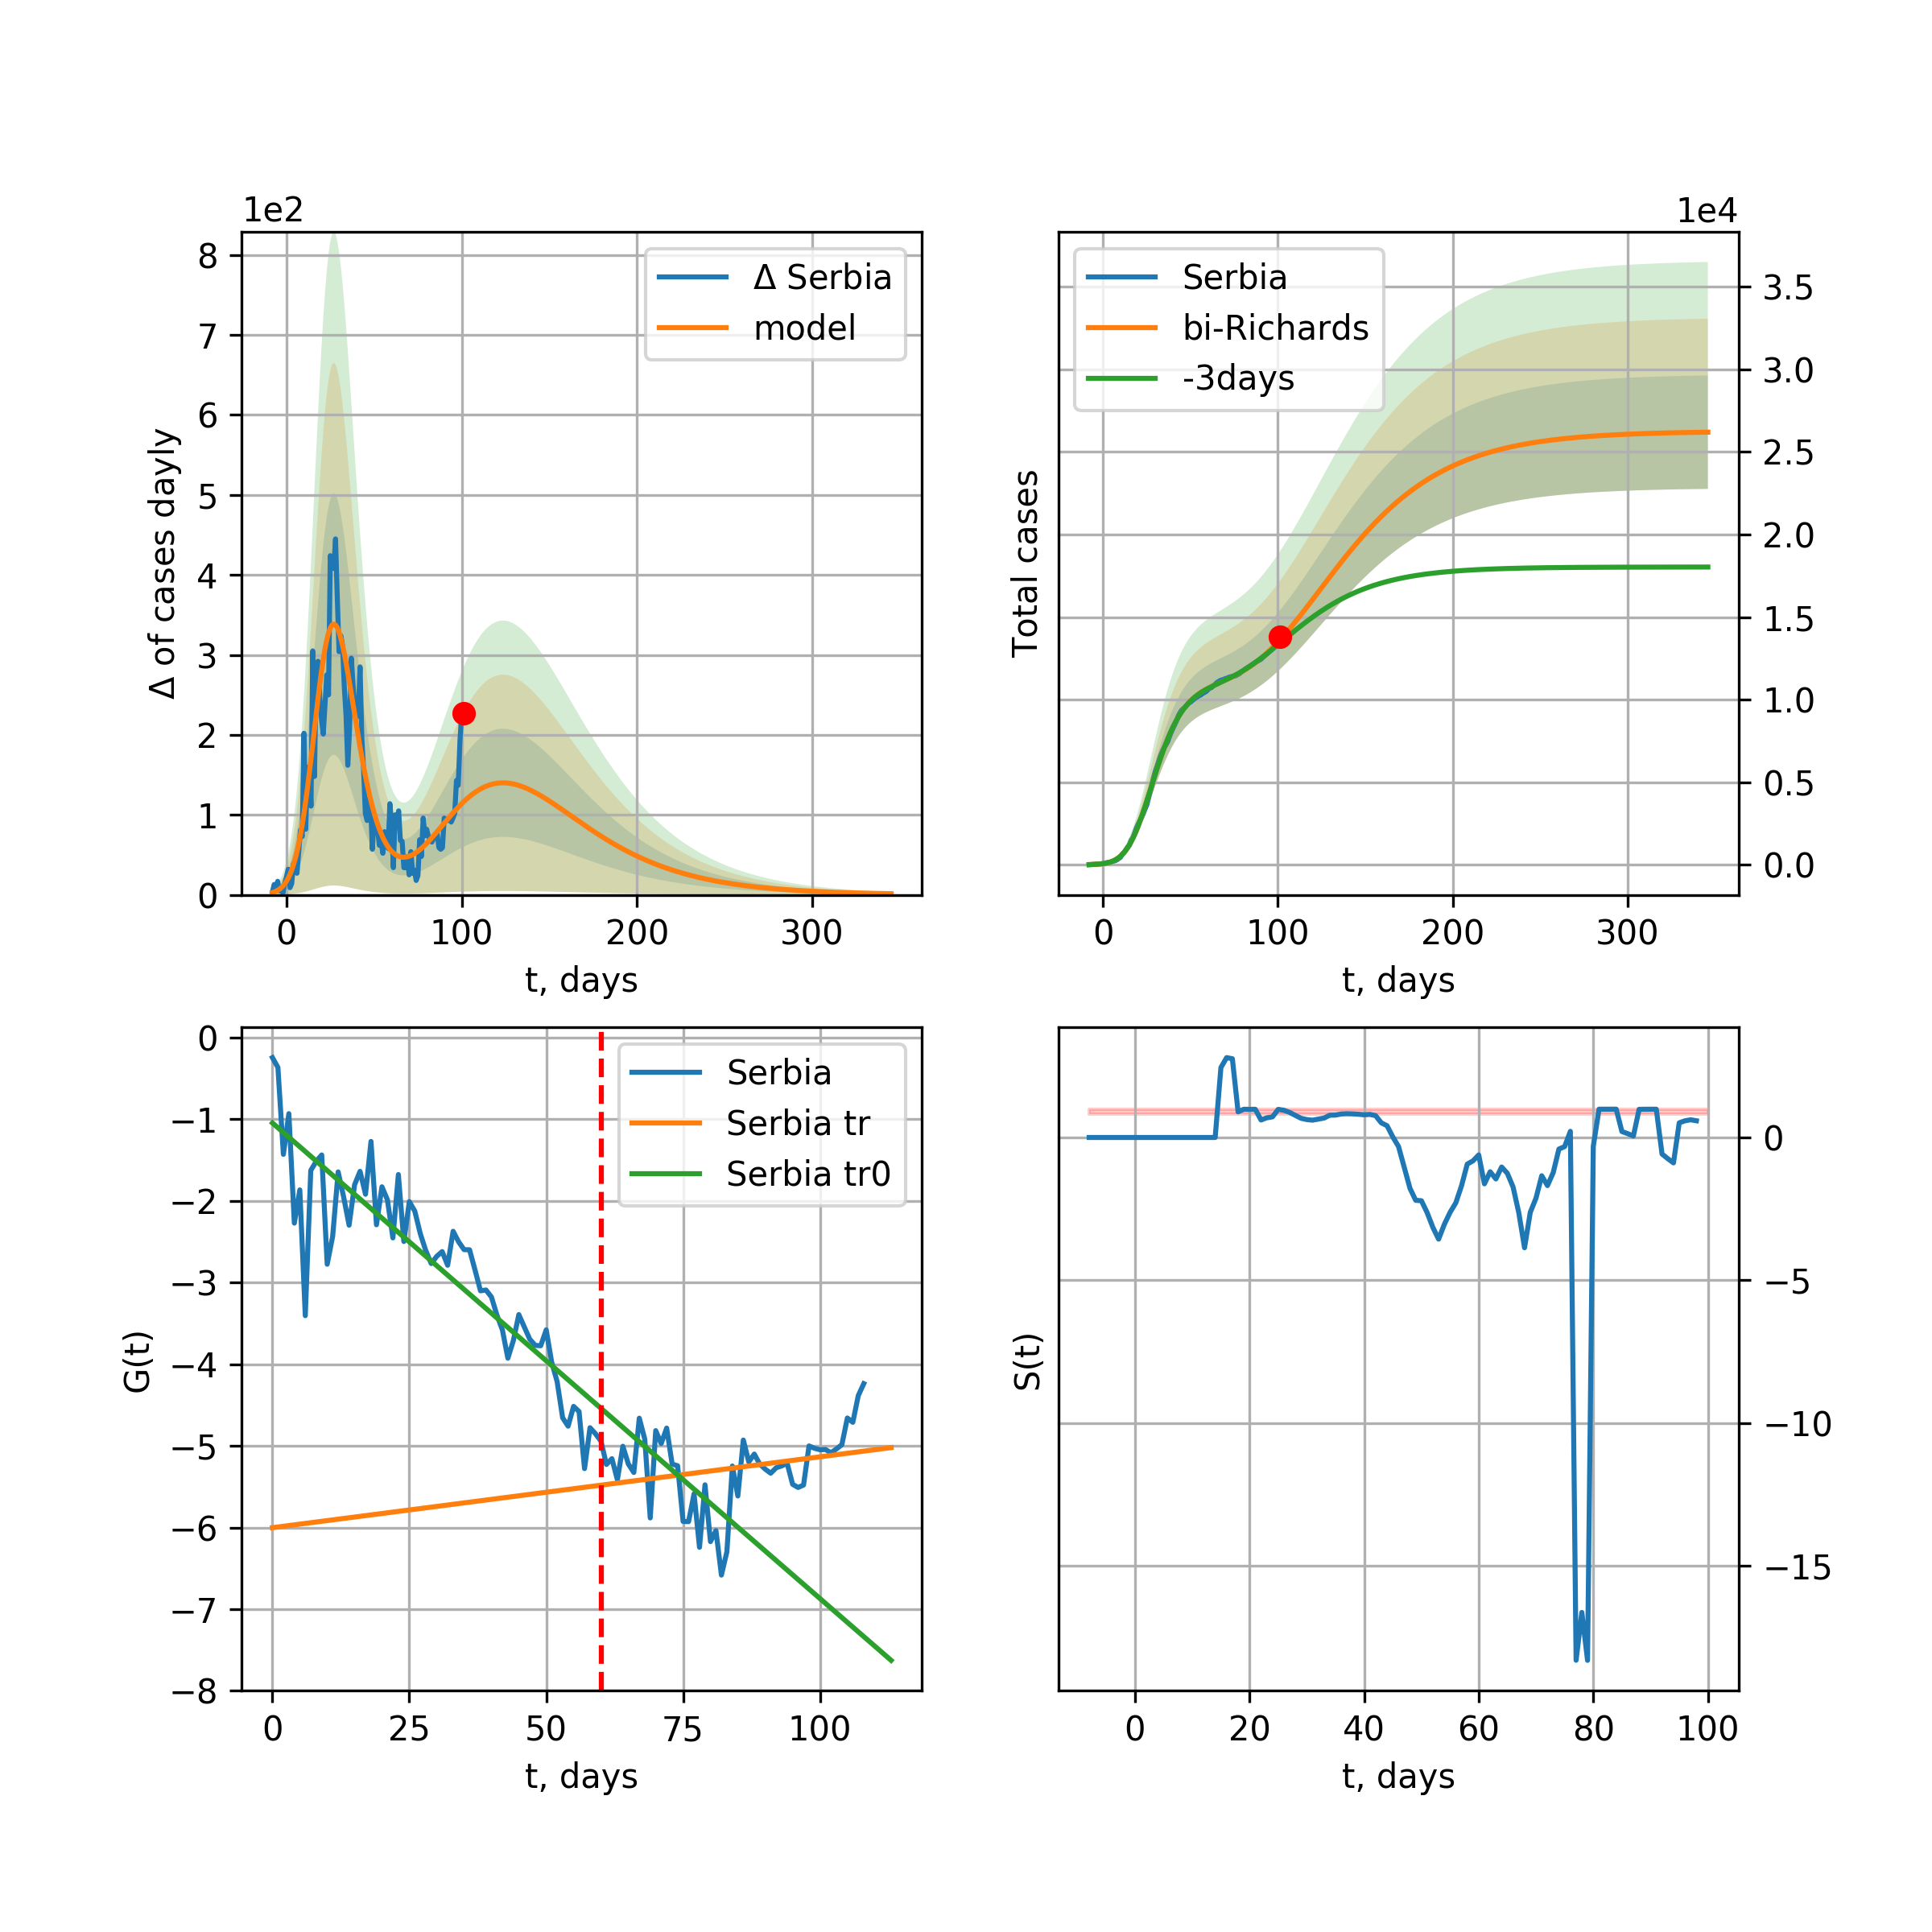 1e2
8
7
6
5
4
3
2
1
0
Δ of cases dayly
Δ Serbia
model
0 100 200 300
t, days
1e4
3.5
3.0
2.5
2.0
1.5
1.0
0.5
0.0
Total cases
Serbia
bi-Richards
-3days
0 100 200 300
t, days
0
−1
−2
−3
−4
−5
−6
−7
−8
G(t)
Serbia
Serbia tr
Serbia tr0
0 25 50 75 100
t, days
0
−5
−10
−15
S(t)
0 20 40 60 80 100
t, days